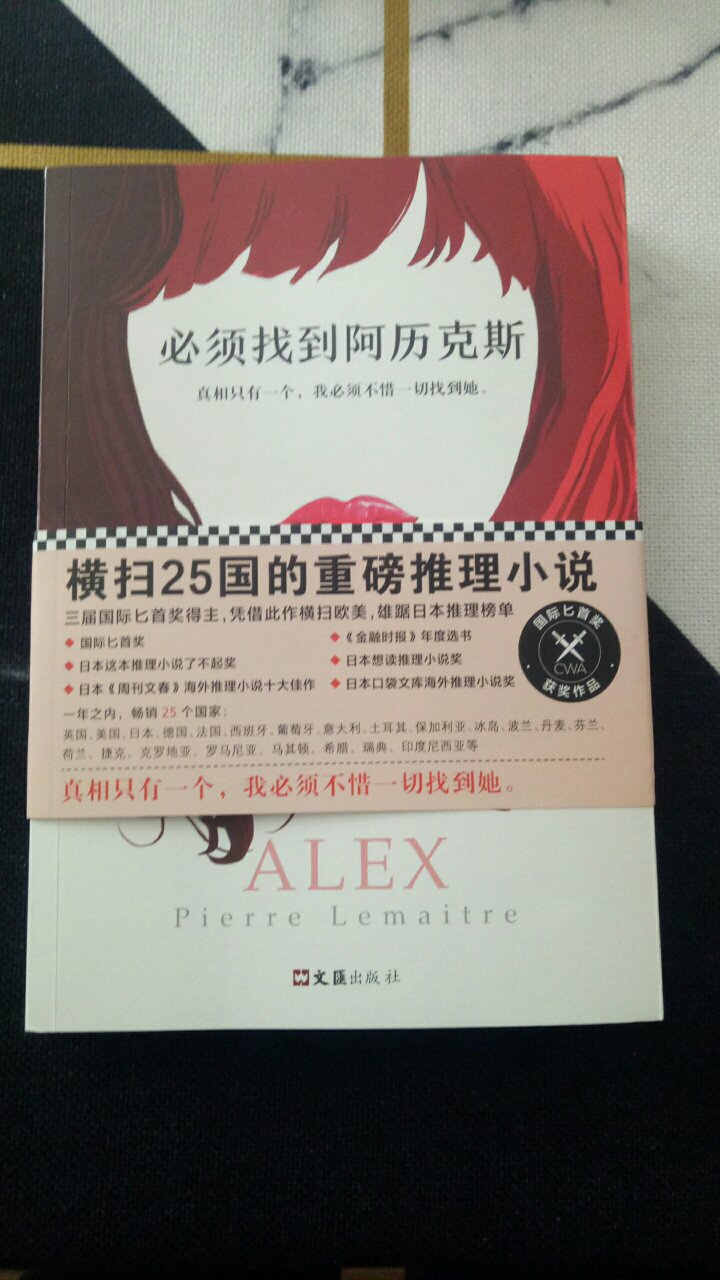 必须找到阿历克斯
真相只有一个，我必须不惜一切找到她。
横扫25国的重磅推理小说
三届国际匕首奖得主，凭借此作横扫欧美，雄踞日本推理榜单
国际匕首奖
《金融时报》年度选书
日本这本推理小说了不起奖
日本想读推理小说奖
日本《周刊文春》海外推理小说十大佳作
日本口袋文库海外推理小说奖
国际匕首奖
CWA
获奖作品
一年之内，畅销25个国家：
英国、美国、日本、德国、法国、西班牙、葡萄牙、意大利、土耳其、保加利亚、冰岛、波兰、丹麦、芬兰、
荷兰、捷克、克罗地亚、罗马尼亚、马其顿、希腊、瑞典、印度尼西亚等
真相只有一个，我必须不惜一切找到她。
ALEX
Pierre Lemaitre
文匯出版社